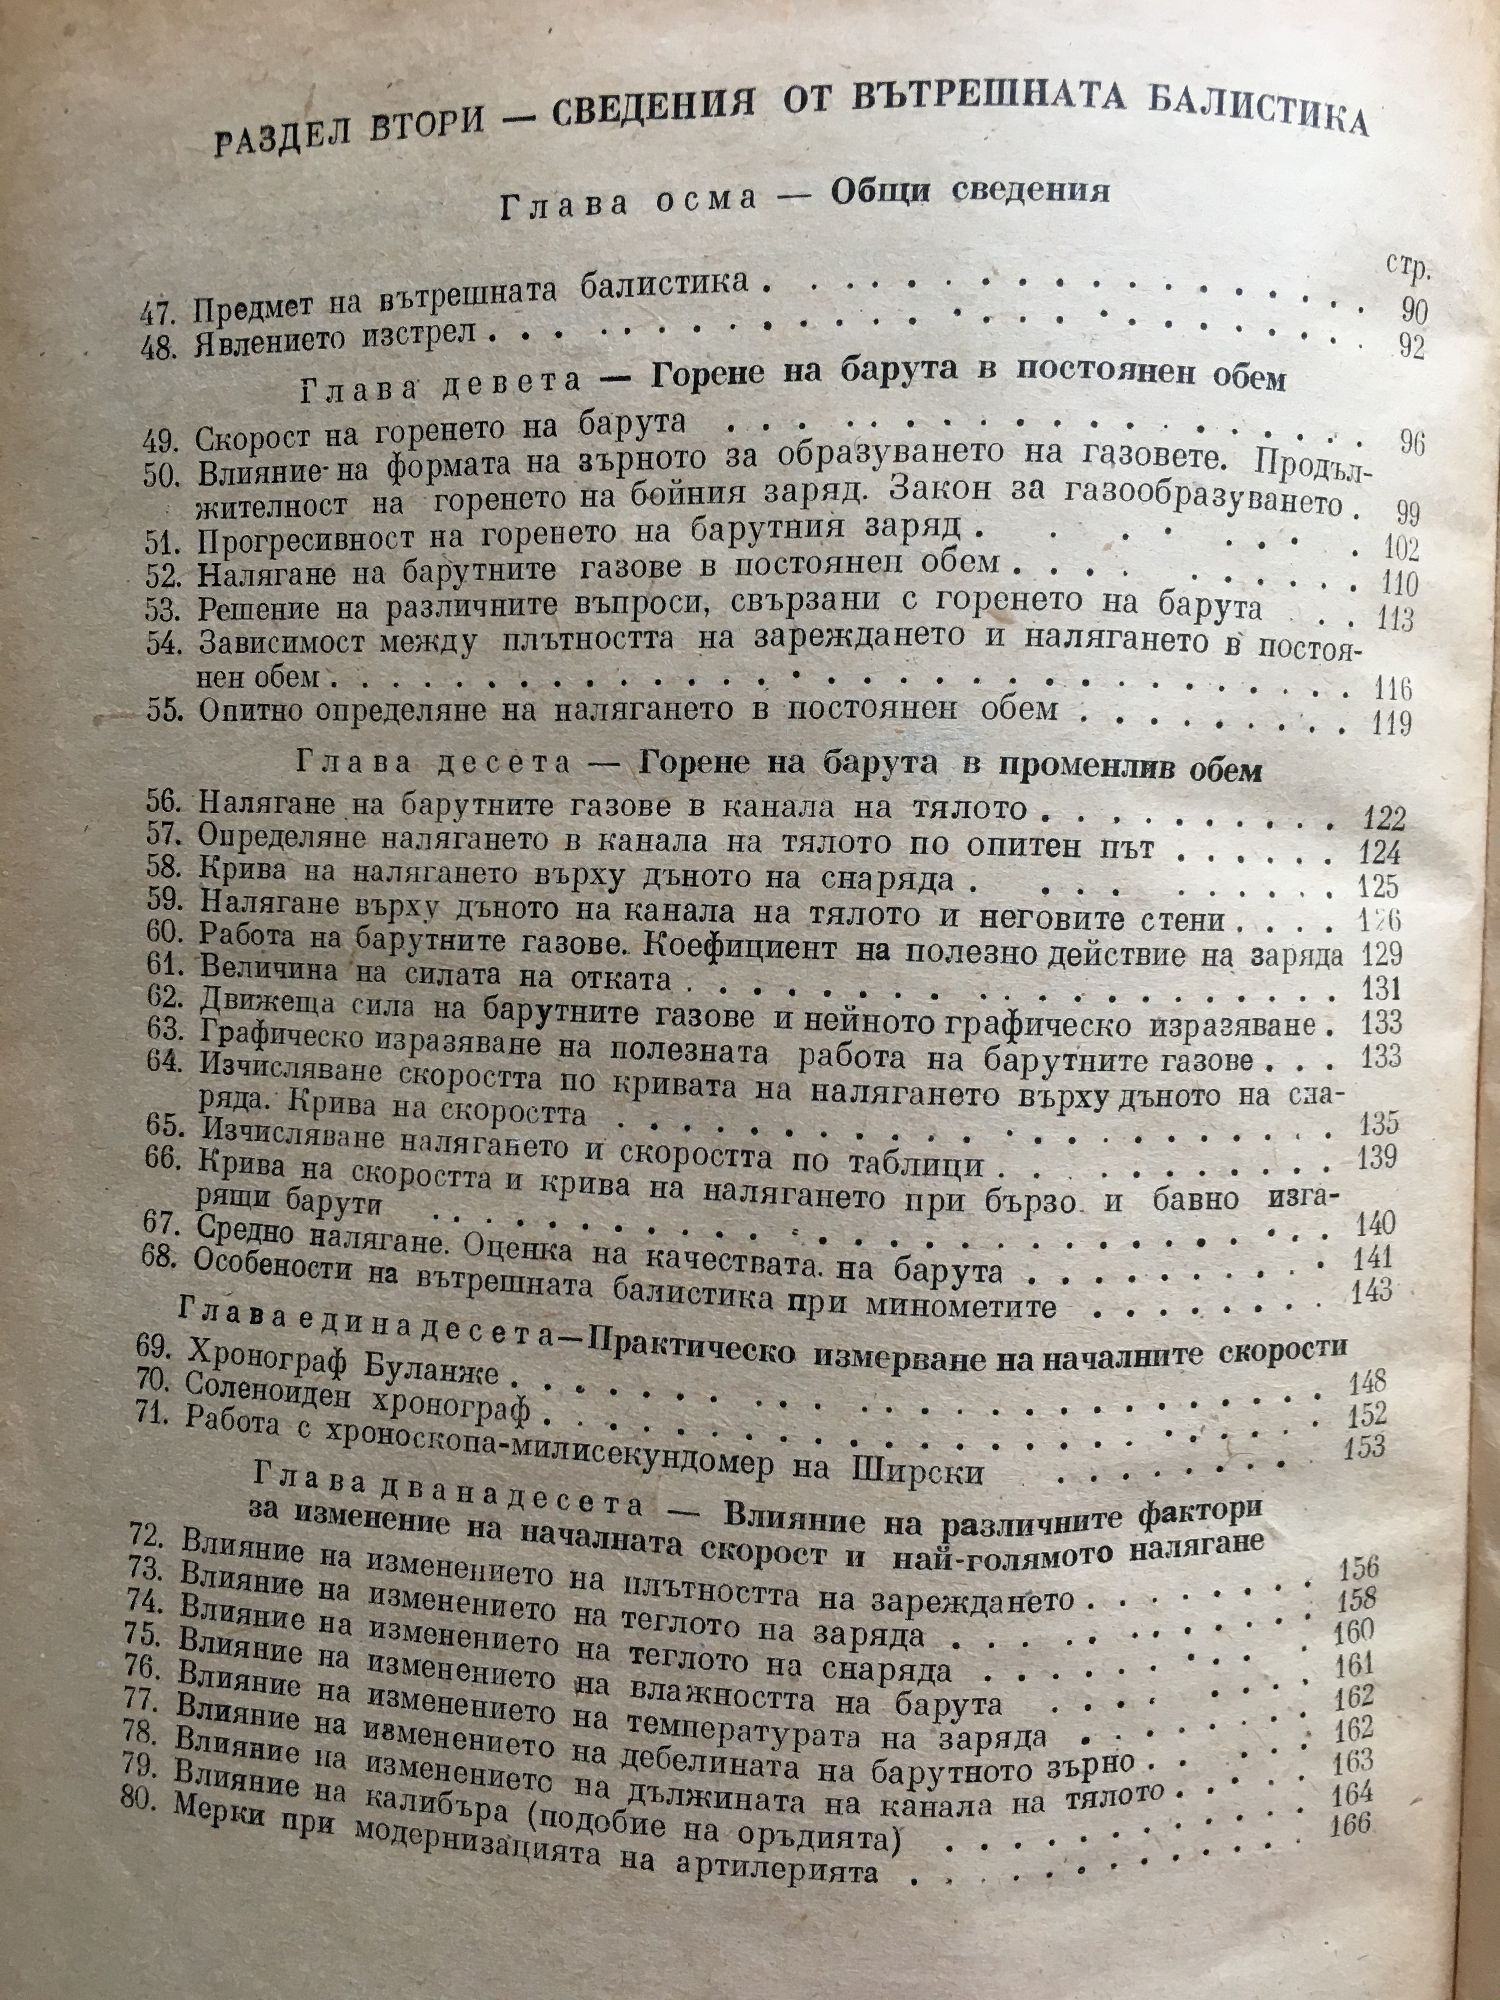 РАЗДЕЛ ВТОРИ — СВЕДЕНИЯ ОТ ВЪТРЕШНАТА БАЛИСТИКА
Глава осма — Общи сведения
стр.
47. Предмет на вътрешната балистика . . . . . . . . . . . . . . . . . 90
48. Явлението изстрел . . . . . . . . . . . . . . . . . . . . . . . . 92
Глава девета — Горене на барута в постоянен обем
49. Скорост на горенето на барута . . . . . . . . . . . . . . . . . . 96
50. Влияние на формата на зърното за образуването на газовете. Продъл-
жителност на горенето на бойния заряд. Закон за газообразуването . 99
51. Прогресивност на горенето на барутния заряд . . . . . . . . 102
52. Налягане на барутните газове в постоянен обем . . . . . . . . . . 110
53. Решение на различните въпроси, свързани с горенето на барута . . 113
54. Зависимост между плътността на зареждането и налягането в постоя-
нен обем . . . . . . . . . . . . . . . . . . . . . . . . . . . . . . . 116
55. Опитно определяне на налягането в постоянен обем . . . . . . . . . 119
Глава десета — Горене на барута в променлив обем
56. Налягане на барутните газове в канала на тялото . . . . . . . . . 122
57. Определяне налягането в канала на тялото по опитен път . . . . . . 124
58. Крива на налягането върху дъното на снаряда . . . . . . . . . . 125
59. Налягане върху дъното на канала на тялото и неговите стени . . . . 126
60. Работа на барутните газове. Коефициент на полезно действие на заряда 129
61. Величина на силата на отката . . . . . . . . . . . . . . . . . . . 131
62. Движеща сила на барутните газове и нейното графическо изразяване . 133
63. Графическо изразяване на полезната работа на барутните газове . . . 133
64. Изчисляване скоростта по кривата на налягането върху дъното на сна-
ряда. Крива на скоростта . . . . . . . . . . . . . . . . . . . . . . 135
65. Изчисляване налягането и скоростта по таблици . . . . . . . . . . 139
66. Крива на скоростта и крива на налягането при бързо и бавно изга-
рящи барути . . . . . . . . . . . . . . . . . . . . . . . . . . . . 140
67. Средно налягане. Оценка на качествата на барута . . . . . . . . . . 141
68. Особености на вътрешната балистика при минометите . . . . . . . . 143
Глава единадесета — Практическо измерване на началните скорости
69. Хронограф Буланже . . . . . . . . . . . . . . . . . . . . . . . . 148
70. Соленоиден хронограф . . . . . . . . . . . . . . . . . . . . . . . 152
71. Работа с хроноскопа-милисекундомер на Ширски . . . . . . . . 153
Глава дванадесета — Влияние на различните фактори
за изменение на началната скорост и най-голямото налягане
72. Влияние на изменението на плътността на зареждането . . . . . . . . 156
73. Влияние на изменението на теглото на заряда . . . . . . . . . . . 158
74. Влияние на изменението на теглото на снаряда . . . . . . . . . . 160
75. Влияние на изменението на влажността на барута . . . . . . . . 161
76. Влияние на изменението на температурата на заряда . . . . . . . . 162
77. Влияние на изменението на дебелината на барутното зърно . . . . . . 162
78. Влияние на изменението на дължината на канала на тялото . . . . . 163
79. Влияние на калибъра (подобие на оръдията) . . . . . . . . . . . 164
80. Мерки при модернизацията на артилерията . . . . . . . . . . . . 166